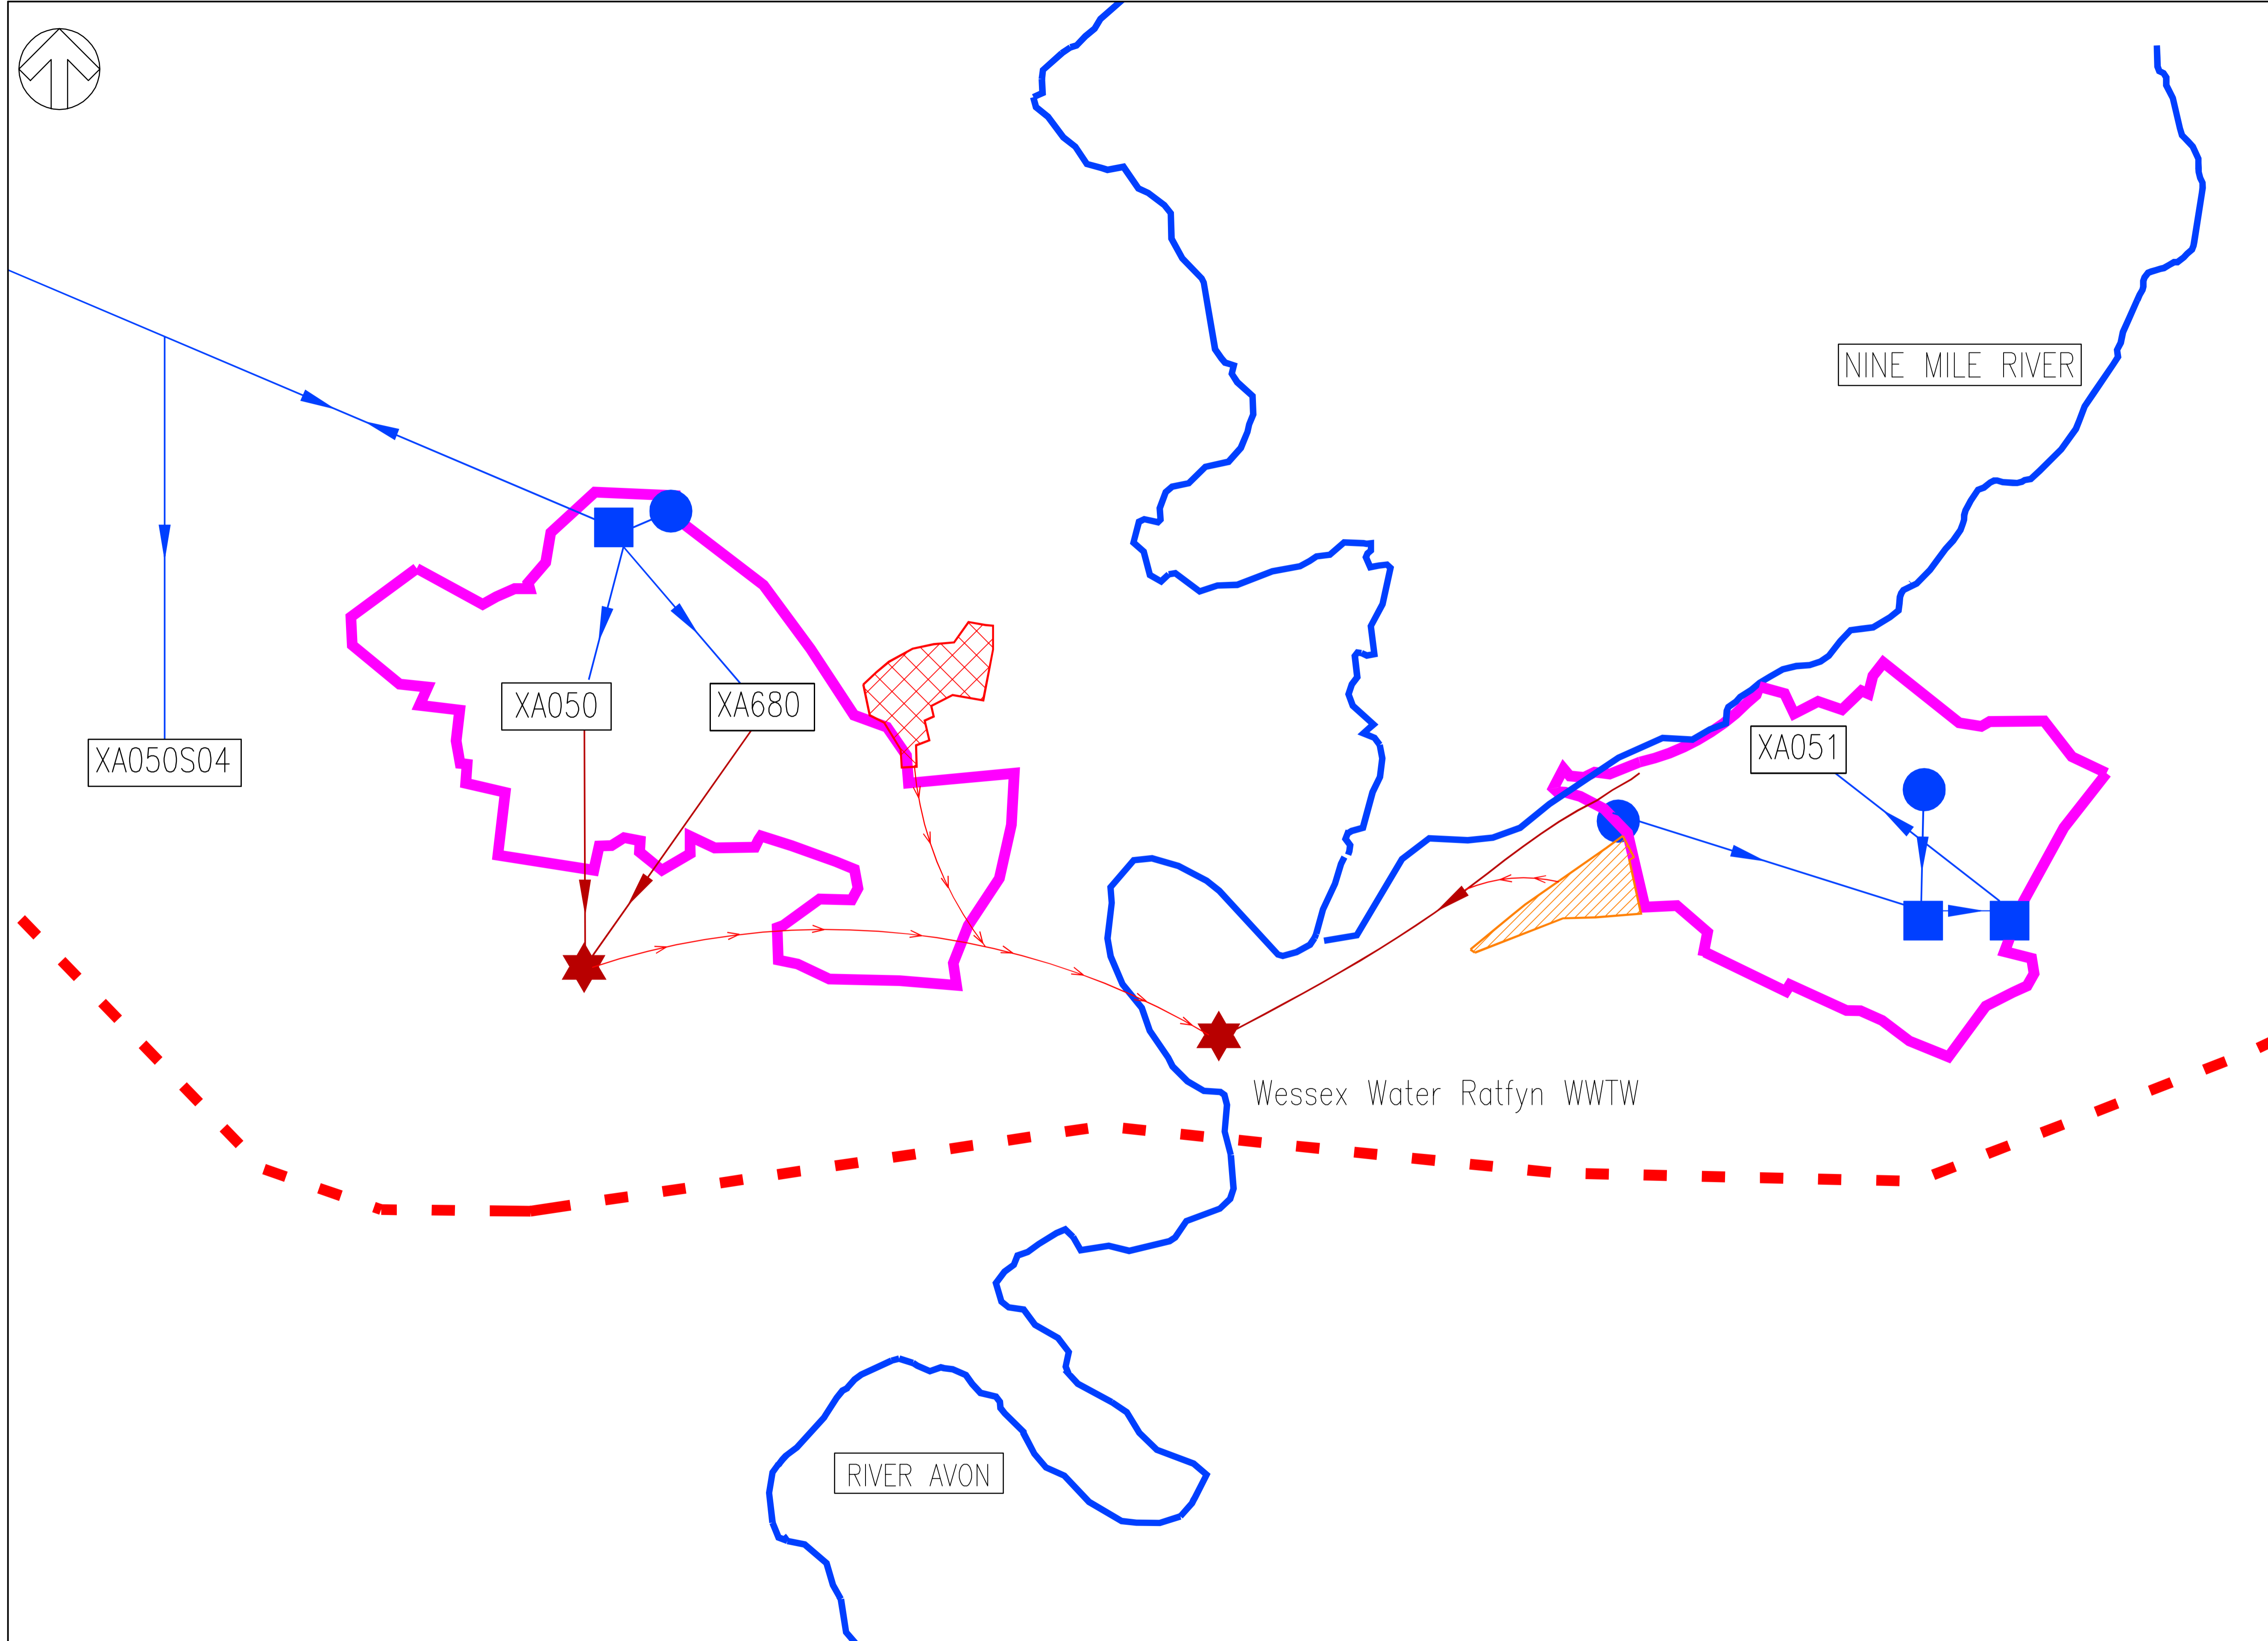 NINE MILE RIVER
XA050
XA680
XA051
XA050S04
Wessex Water Ratfyn WWTW
RIVER AVON